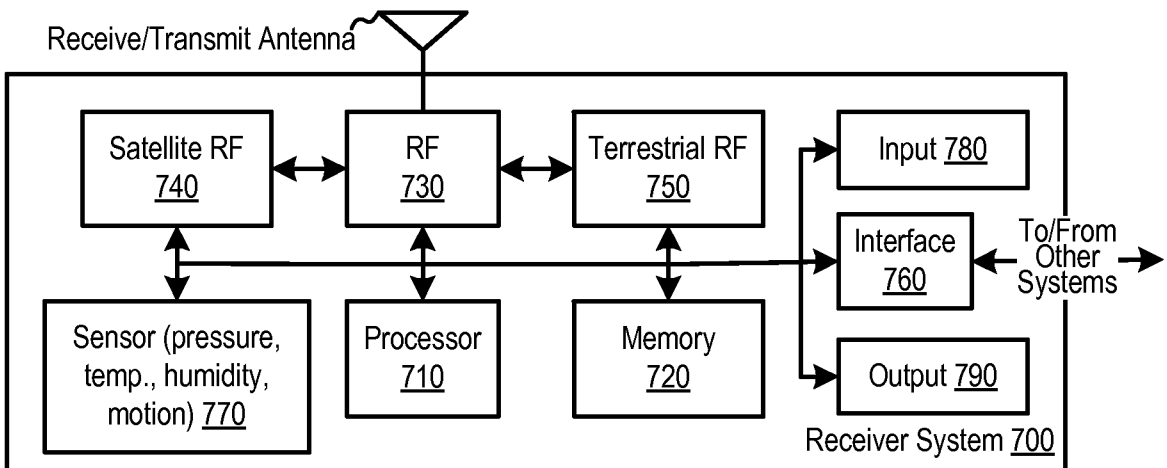 Receive/Transmit Antenna
Satellite RF
740
RF
730
Terrestrial RF
750
Input 780
Interface
760
To/From
Other
Systems
Sensor (pressure,
temp., humidity,
motion) 770
Processor
710
Memory
720
Output 790
Receiver System 700